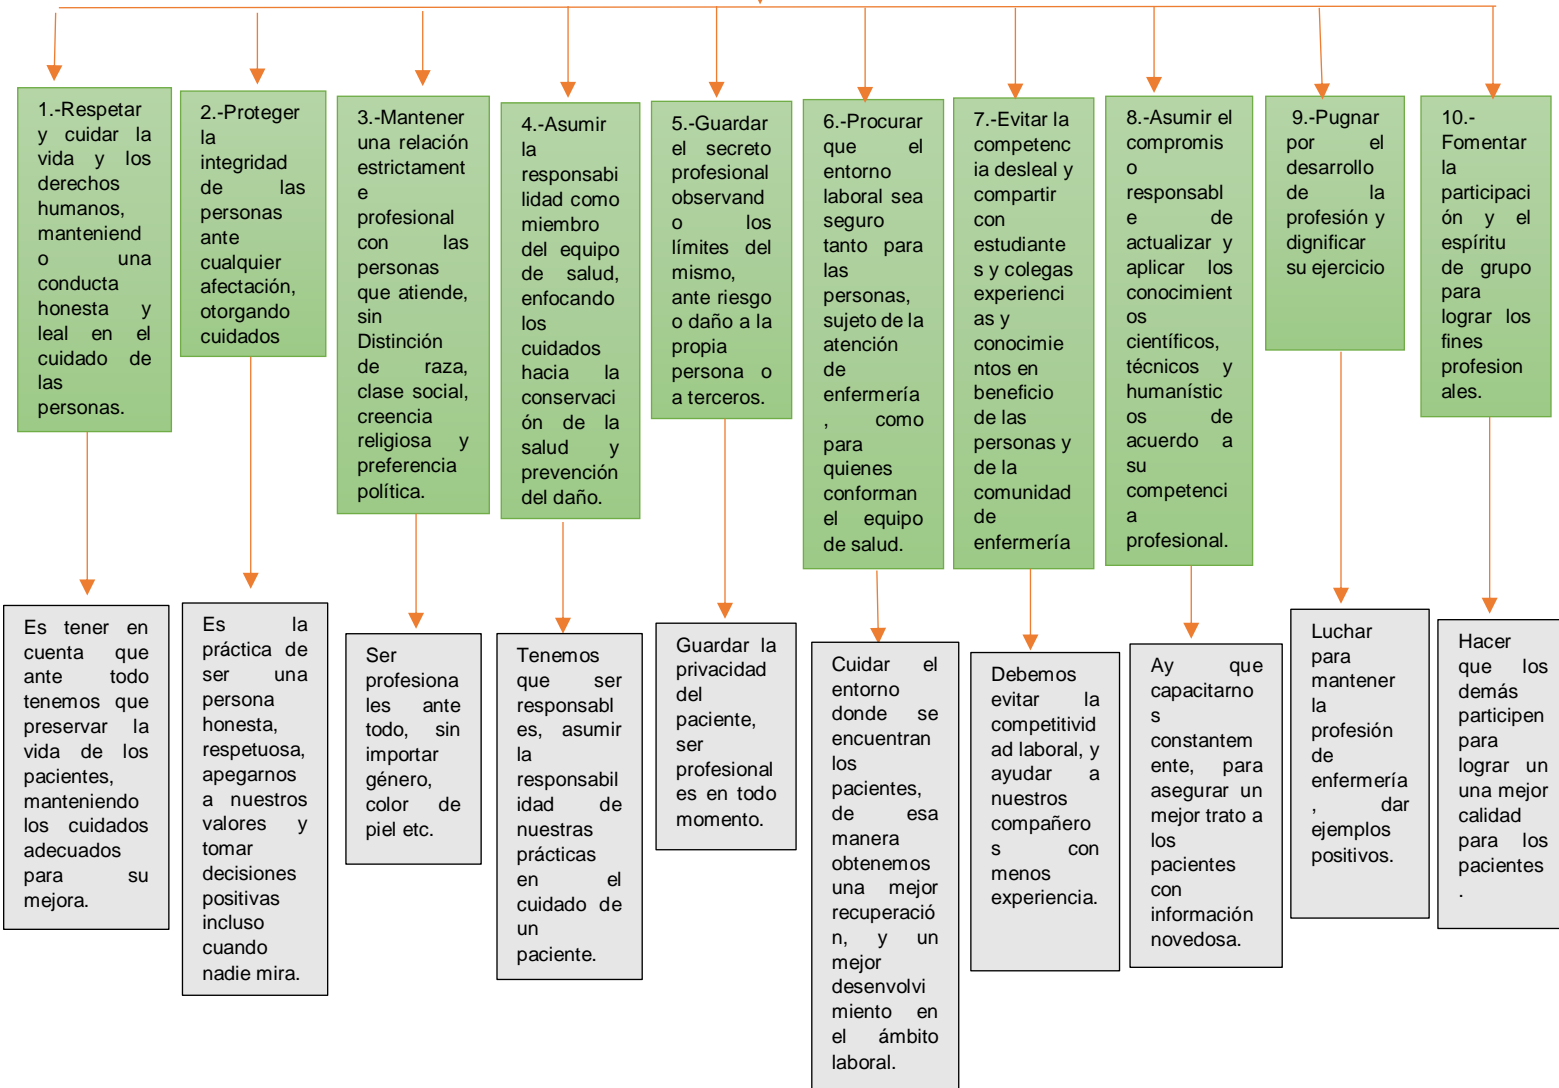 1.-Respetar
y cuidar la
vida y los
derechos
humanos,
manteniend
o una
conducta
honesta y
leal en el
cuidado de
las
personas.
2.-Proteger
la
integridad
de las
personas
ante
cualquier
afectación,
otorgando
cuidados
3.-Mantener
una relación
estrictament
e
profesional
con las
personas
que atiende,
sin
Distinción
de raza,
clase social,
creencia
religiosa y
preferencia
política.
4.-Asumir
la
responsabi
lidad como
miembro
del equipo
de salud,
enfocando
los
cuidados
hacia la
conservaci
ón de la
salud y
prevención
del daño.
5.-Guardar
el secreto
profesional
observand
o los
límites del
mismo,
ante riesgo
o daño a la
propia
persona o
a terceros.
6.-Procurar
que el
entorno
laboral sea
seguro
tanto para
las
personas,
sujeto de la
atención
de
enfermería
, como
para
quienes
conforman
el equipo
de salud.
7.-Evitar la
competenc
ia desleal y
compartir
con
estudiante
s y colegas
experienci
as y
conocimie
ntos en
beneficio
de las
personas y
de la
comunidad
de
enfermería
8.-Asumir el
compromis
o
responsabl
e de
actualizar y
aplicar los
conocimient
os
científicos,
técnicos y
humanístic
os de
acuerdo a
su
competenci
a
profesional.
9.-Pugnar
por el
desarrollo
de la
profesión y
dignificar
su ejercicio
10.-
Fomentar
la
participaci
ón y el
espíritu
de grupo
para
lograr los
fines
profesion
ales.
Es tener en
cuenta que
ante todo
tenemos que
preservar la
vida de los
pacientes,
manteniendo
los cuidados
adecuados
para su
mejora.
Es la
práctica de
ser una
persona
honesta,
respetuosa,
apegarnos
a nuestros
valores y
tomar
decisiones
positivas
incluso
cuando
nadie mira.
Ser
profesiona
les ante
todo, sin
importar
género,
color de
piel etc.
Tenemos
que ser
responsabl
es, asumir
la
responsabil
idad de
nuestras
prácticas
en el
cuidado de
un
paciente.
Guardar la
privacidad
del
paciente,
ser
profesional
es en todo
momento.
Cuidar el
entorno
donde se
encuentran
los
pacientes,
de esa
manera
obtenemos
una mejor
recuperació
n, y un
mejor
desenvolvi
miento en
el ámbito
laboral.
Debemos
evitar la
competitivid
ad laboral, y
ayudar a
nuestros
compañero
s con
menos
experiencia.
Ay que
capacitarno
s
constantem
ente, para
asegurar un
mejor trato a
los
pacientes
con
información
novedosa.
Luchar
para
mantener
la
profesión
de
enfermería
, dar
ejemplos
positivos.
Hacer
que los
demás
participen
para
lograr un
una mejor
calidad
para los
pacientes
.